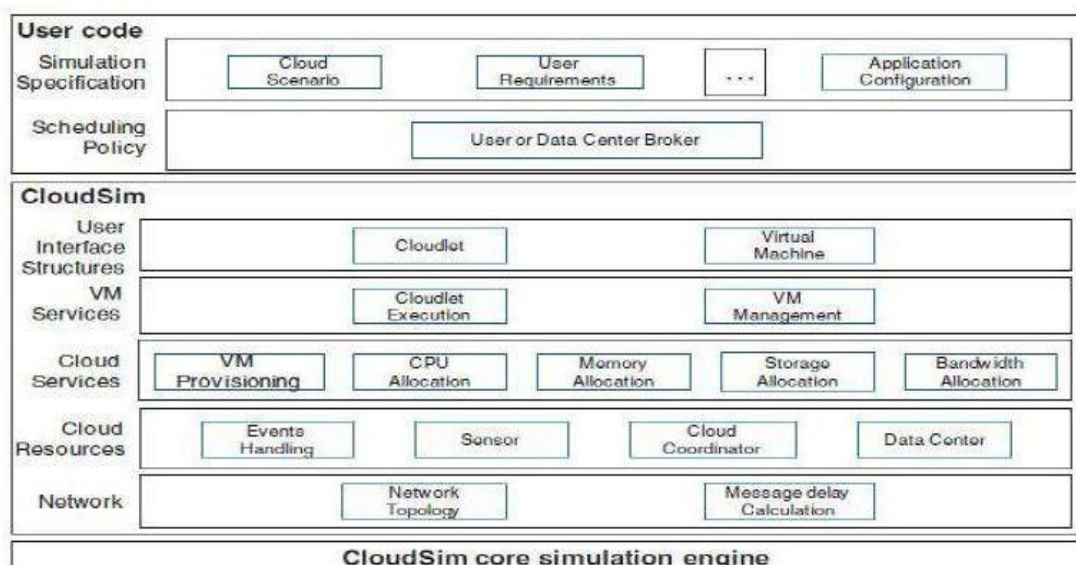 User code
Simulation
Specification
Cloud
Scenario
User
Requirements
...
Application
Configuration
Scheduling
Policy
User or Data Center Broker
CloudSim
User
Interface
Structures
Cloudlet
Virtual
Machine
VM
Services
Cloudlet
Execution
VM
Management
Cloud
Services
VM
Provisioning
CPU
Allocation
Memory
Allocation
Storage
Allocation
Bandwidth
Allocation
Cloud
Resources
Events
Handling
Sensor
Cloud
Coordinator
Data Center
Network
Network
Topology
Message delay
Calculation
CloudSim core simulation engine